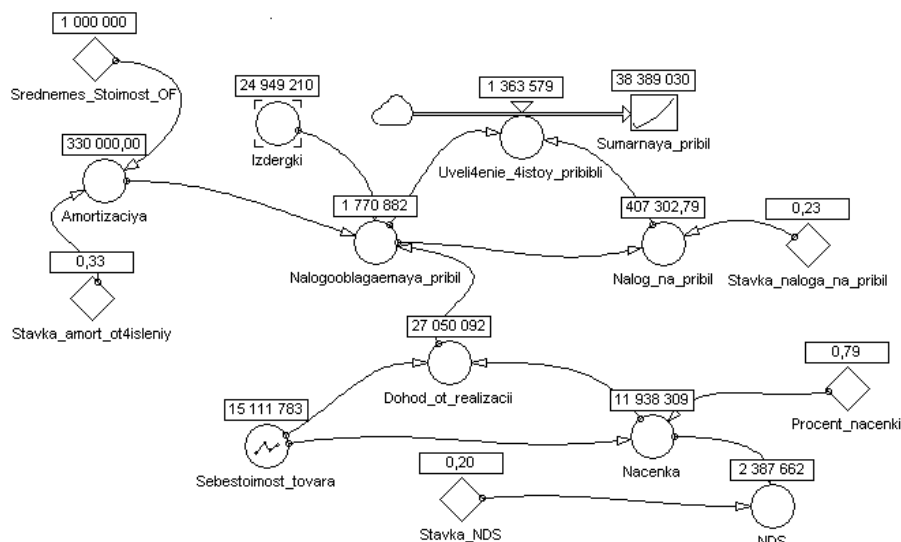 1 000 000
Srednemes_Stoimost_OF
330 000,00
Amortizaciya
0,33
Stavka_amort_ot4isleniy
24 949 210
Izdergki
1 363 579
Uveli4enie_4istoy_pribibli
38 389 030
Sumarnaya_pribil
1 770 882
Nalogooblagaemaya_pribil
407 302,79
Nalog_na_pribil
0,23
Stavka_naloga_na_pribil
27 050 092
Dohod_ot_realizacii
0,79
Procent_nacenki
15 111 783
Sebestoimost_tovara
11 938 309
Nacenka
0,20
Stavka_NDS
2 387 662
NDS